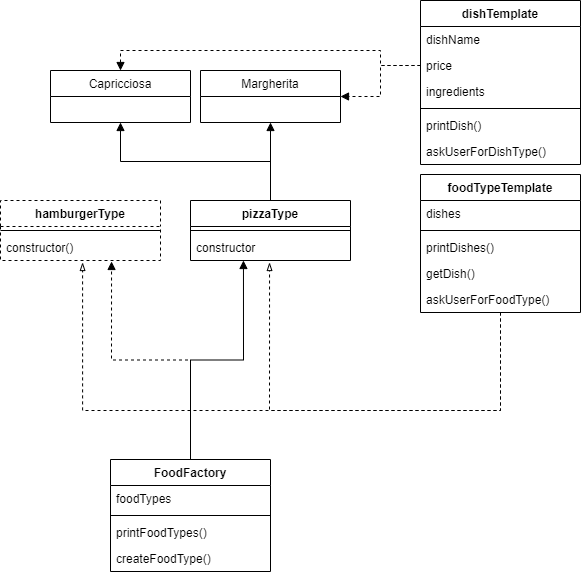 dishTemplate
dishName
price
ingredients
printDish()
askUserForDishType()
Capricciosa
Margherita
foodTypeTemplate
dishes
printDishes()
getDish()
askUserForFoodType()
hamburgerType
constructor()
pizzaType
constructor
FoodFactory
foodTypes
printFoodTypes()
createFoodType()